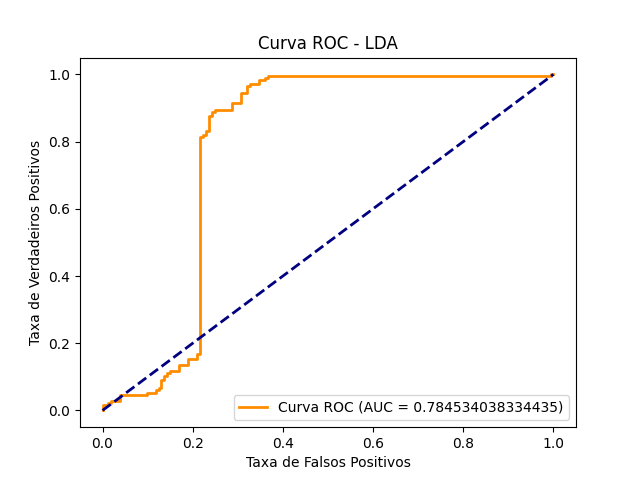 Curva ROC - LDA
Taxa de Verdadeiros Positivos
1.0
0.8
0.6
0.4
0.2
0.0
Curva ROC (AUC = 0.784534038334435)
0.0 0.2 0.4 0.6 0.8 1.0
Taxa de Falsos Positivos